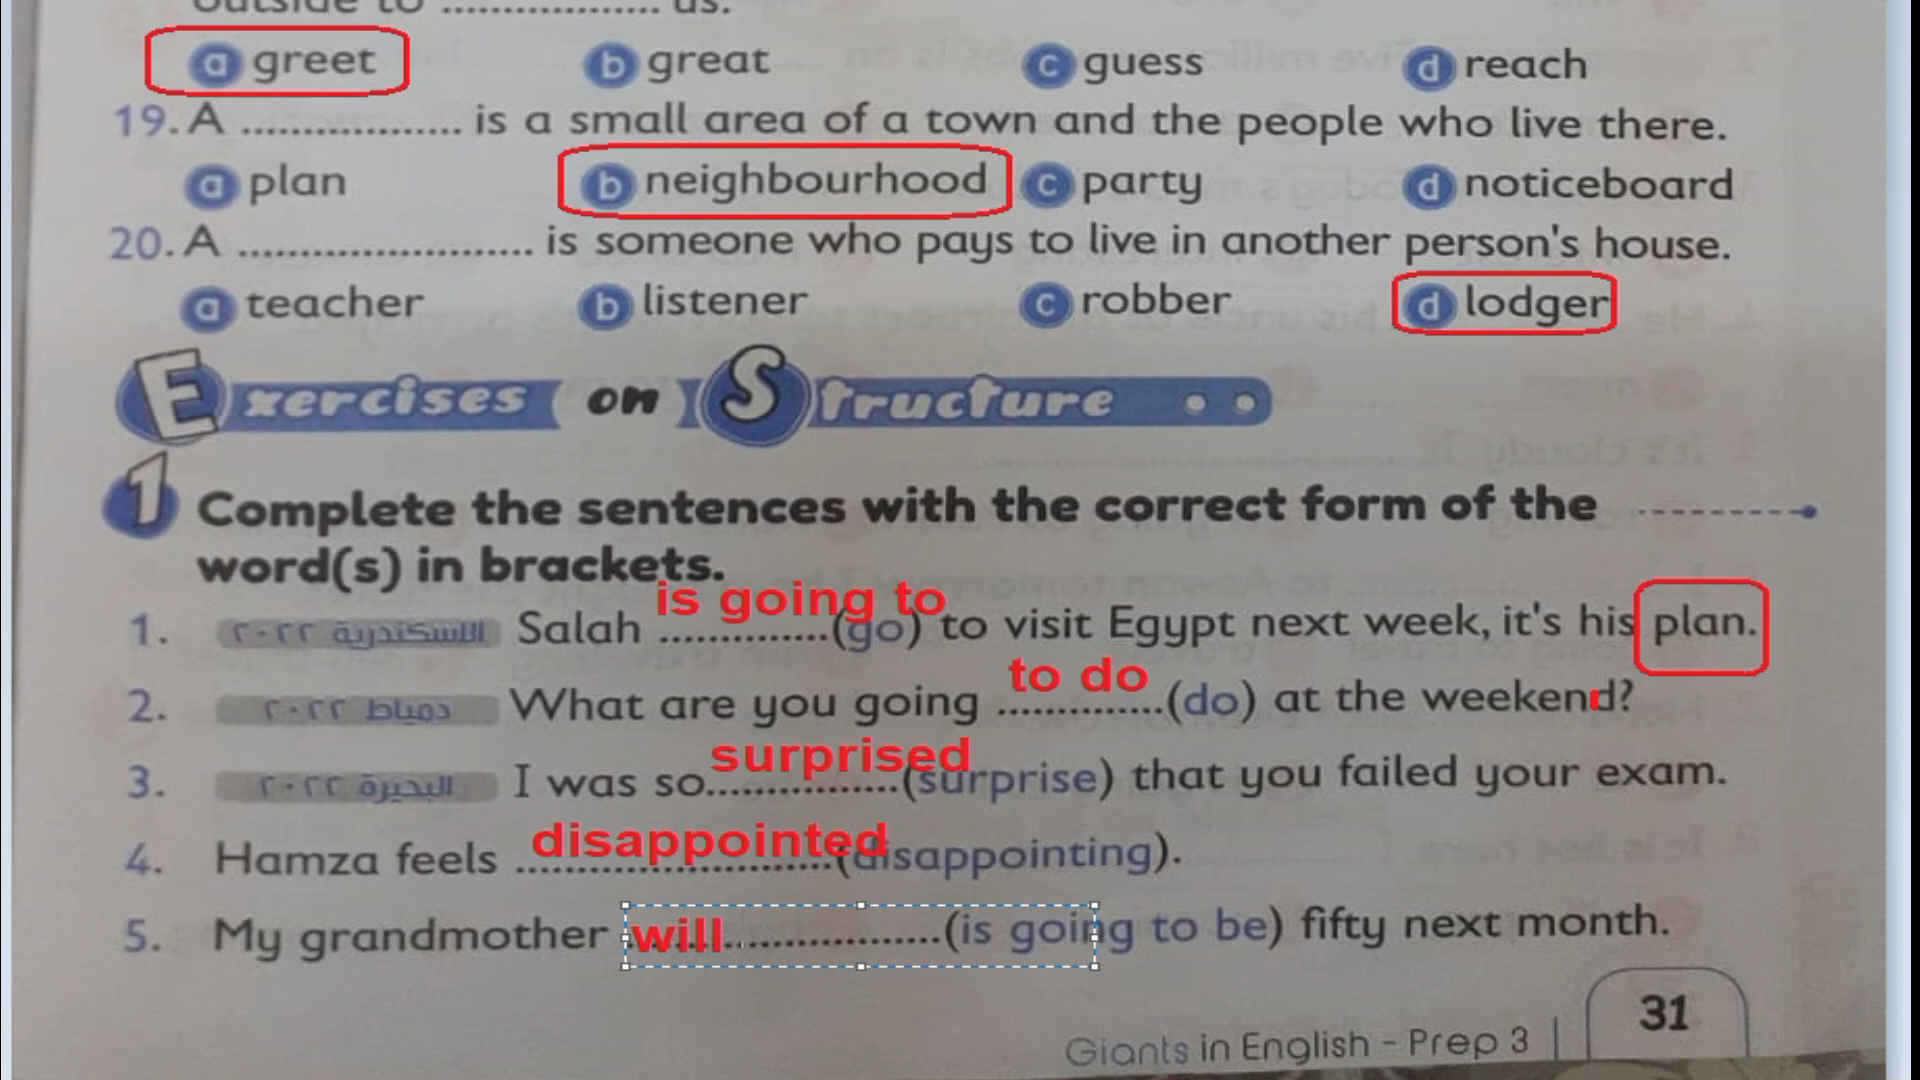 outside to .................... us.
a greet b great c guess d reach
19. A .................... is a small area of a town and the people who live there.
a plan b neighbourhood c party d noticeboard
20. A .......................... is someone who pays to live in another person's house.
a teacher b listener c robber d lodger
Exercises on Structure
1 Complete the sentences with the correct form of the
word(s) in brackets.
is going to
1. الاسكندرية ٢٠٢٢ Salah ...............(go) to visit Egypt next week, it's his plan.
to do
2. دمياط ٢٠٢٢ What are you going ...............(do) at the weekend?
surprised
3. البحيرة ٢٠٢٢ I was so.................(surprise) that you failed your exam.
disappointed
4. Hamza feels ............................(disappointing).
5. My grandmother will....................(is going to be) fifty next month.
31
Giants in English - Prep 3